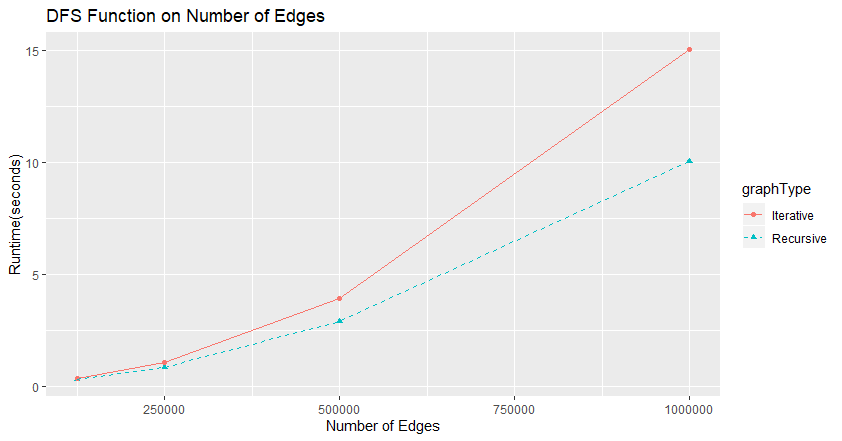 DFS Function on Number of Edges
15
10
5
0
Runtime(seconds)
250000
500000
750000
1000000
Number of Edges
graphType
Iterative
Recursive